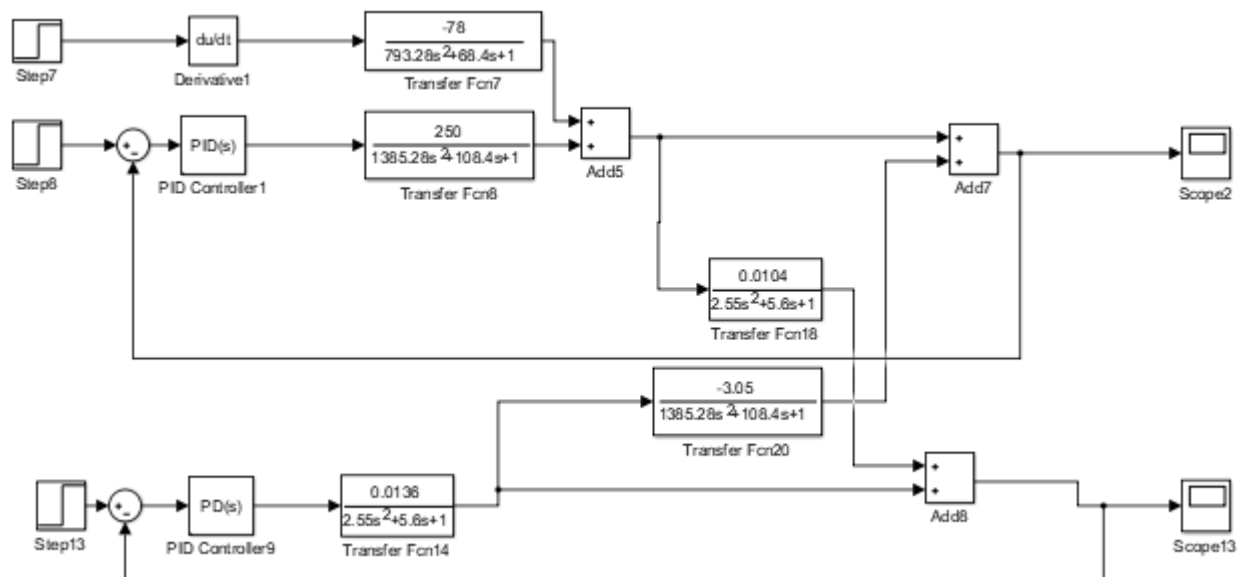 -78
793.28s²+68.4s+1
Step7
du/dt
Derivative1
Transfer Fcn7
+
+
Add5
Step8
+
-
PID(s)
PID Controller1
250
1385.28s²+108.4s+1
Transfer Fcn8
+
+
Add7
Scope2
0.0104
2.55s²+5.6s+1
Transfer Fcn18
-3.05
1385.28s²+108.4s+1
Transfer Fcn20
Step13
+
-
PD(s)
PID Controller9
0.0136
2.55s²+5.6s+1
Transfer Fcn14
+
+
Add8
Scope13